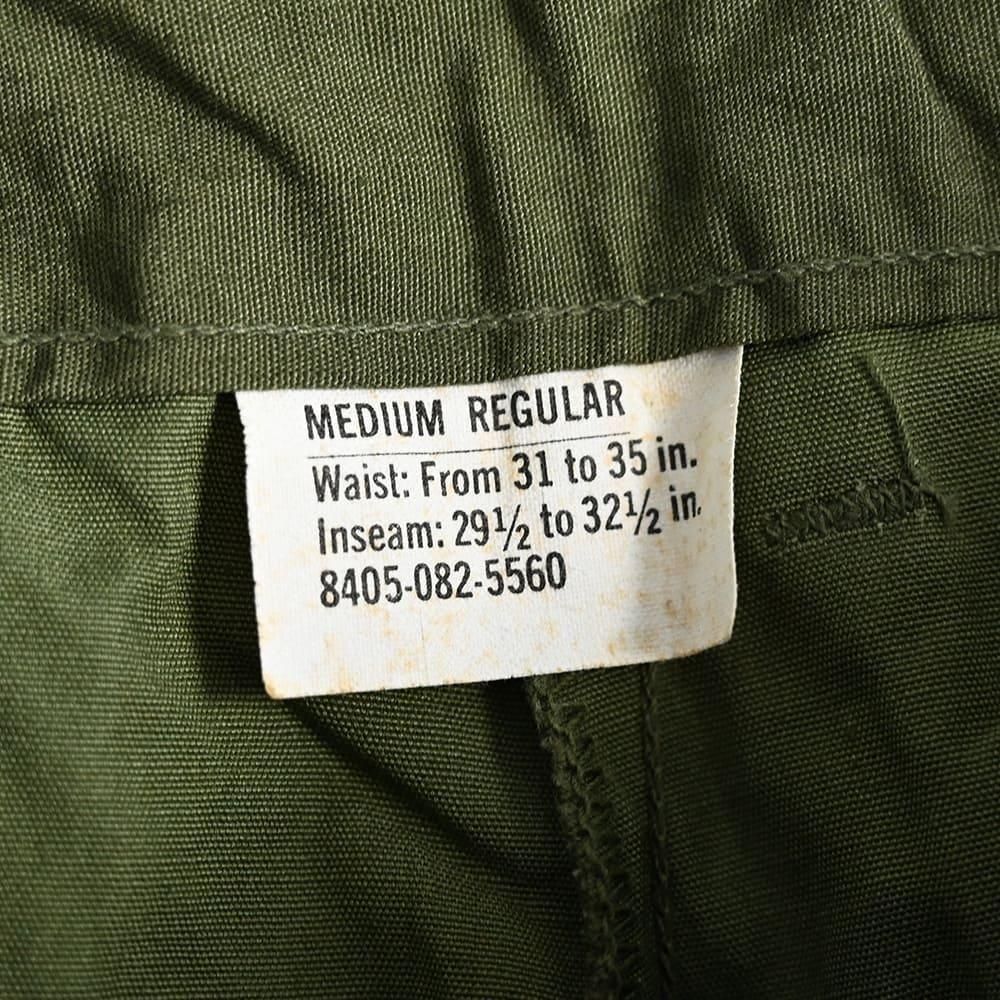 MEDIUM REGULAR
Waist: From 31 to 35 in.
Inseam: 29½ to 32½ in.
8405-082-5560